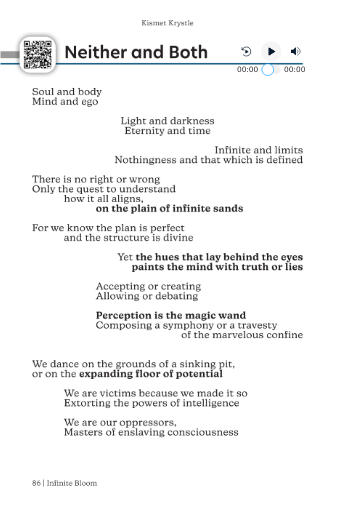 Kismet Krystle
Neither and Both
00:00 00:00
Soul and body
Mind and ego
Light and darkness
Eternity and time
Infinite and limits
Nothingness and that which is defined
There is no right or wrong
Only the quest to understand
how it all aligns,
on the plain of infinite sands
For we know the plan is perfect
and the structure is divine
Yet the hues that lay behind the eyes
paints the mind with truth or lies
Accepting or creating
Allowing or debating
Perception is the magic wand
Composing a symphony or a travesty
of the marvelous confine
We dance on the grounds of a sinking pit,
or on the expanding floor of potential
We are victims because we made it so
Extorting the powers of intelligence
We are our oppressors,
Masters of enslaving consciousness
86 | Infinite Bloom